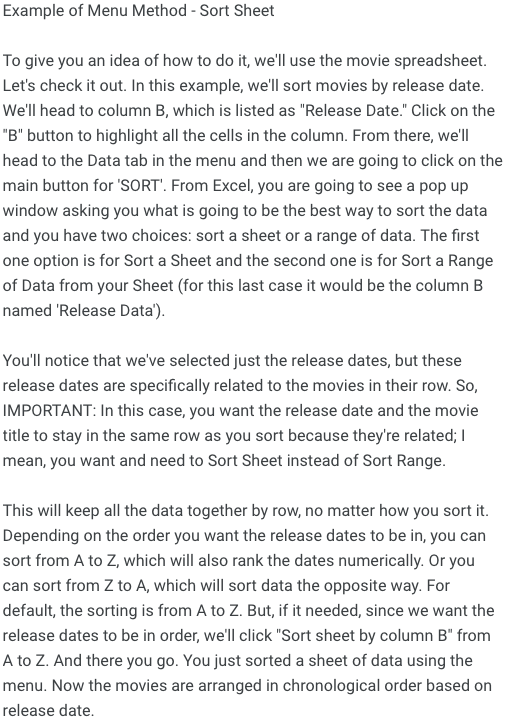 Example of Menu Method - Sort Sheet
To give you an idea of how to do it, we'll use the movie spreadsheet.
Let's check it out. In this example, we'll sort movies by release date.
We'll head to column B, which is listed as "Release Date." Click on the
"B" button to highlight all the cells in the column. From there, we'll
head to the Data tab in the menu and then we are going to click on the
main button for 'SORT'. From Excel, you are going to see a pop up
window asking you what is going to be the best way to sort the data
and you have two choices: sort a sheet or a range of data. The first
one option is for Sort a Sheet and the second one is for Sort a Range
of Data from your Sheet (for this last case it would be the column B
named 'Release Data').
You'll notice that we've selected just the release dates, but these
release dates are specifically related to the movies in their row. So,
IMPORTANT: In this case, you want the release date and the movie
title to stay in the same row as you sort because they're related; I
mean, you want and need to Sort Sheet instead of Sort Range.
This will keep all the data together by row, no matter how you sort it.
Depending on the order you want the release dates to be in, you can
sort from A to Z, which will also rank the dates numerically. Or you
can sort from Z to A, which will sort data the opposite way. For
default, the sorting is from A to Z. But, if it needed, since we want the
release dates to be in order, we'll click "Sort sheet by column B" from
A to Z. And there you go. You just sorted a sheet of data using the
menu. Now the movies are arranged in chronological order based on
release date.